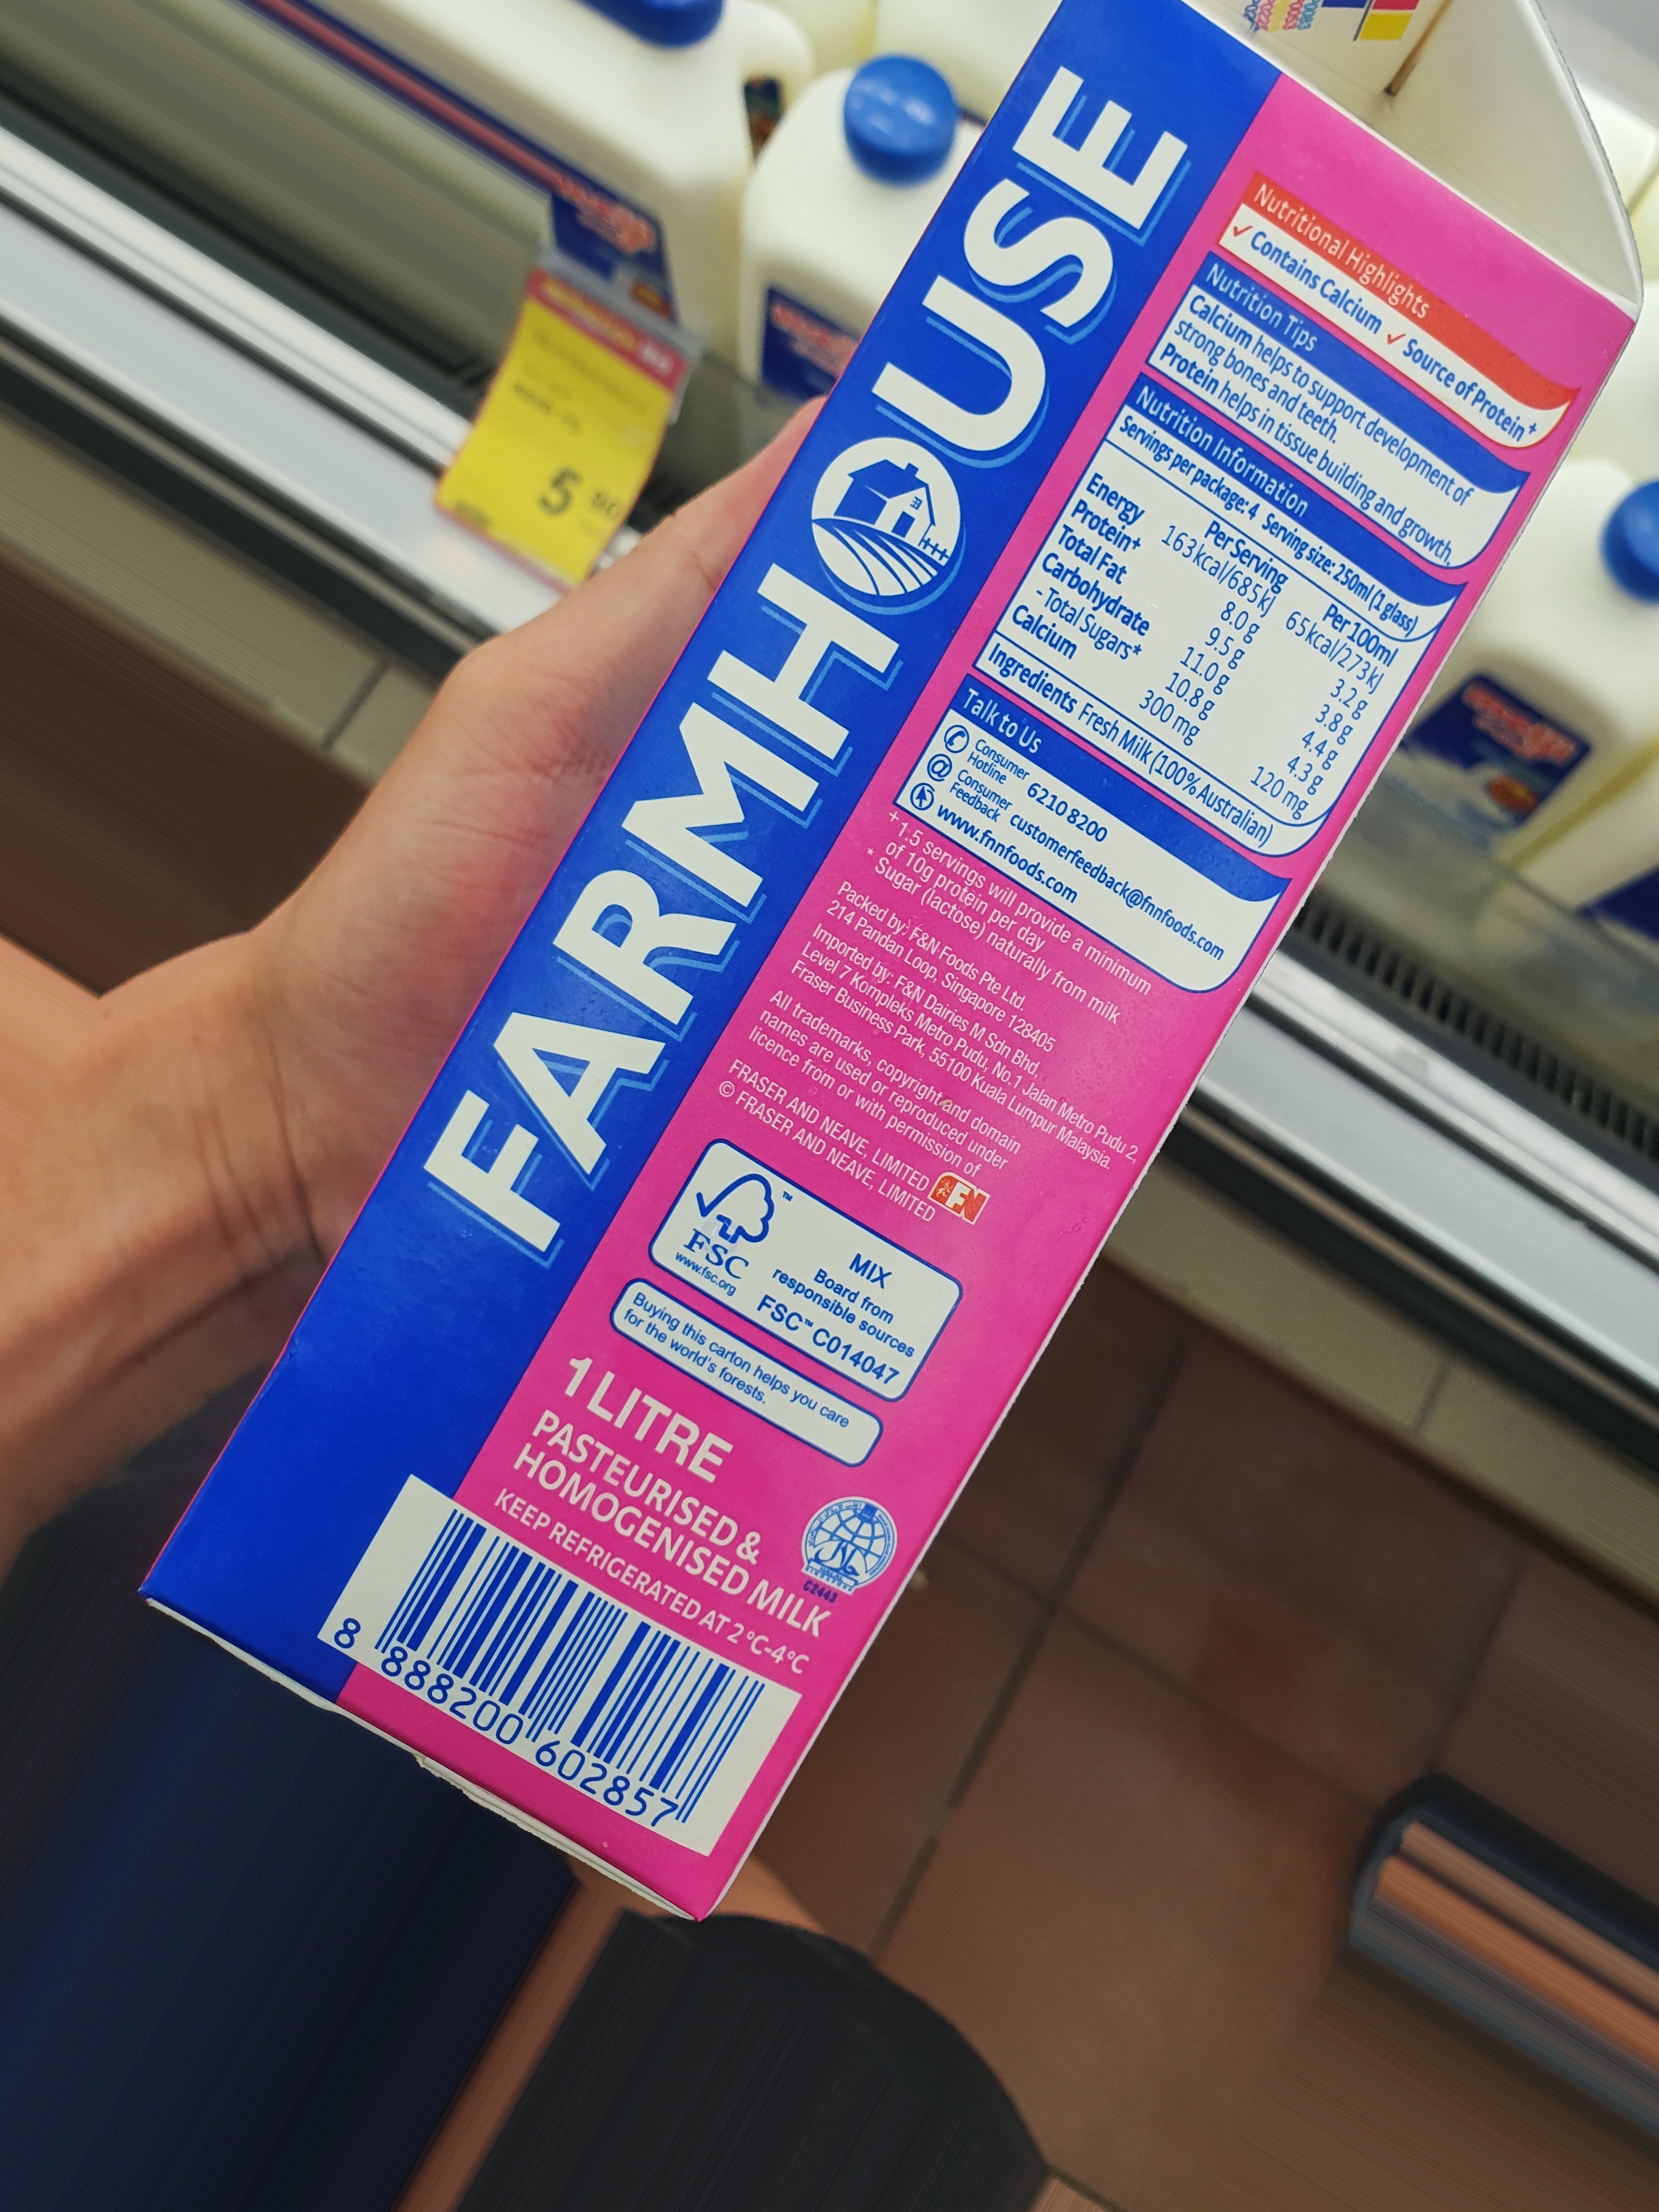 FARMHOUSE
Nutritional Highlights
✓ Contains Calcium ✓ Source of Protein +
Nutrition Tips
Calcium helps to support development of
strong bones and teeth.
Protein helps in tissue building and growth.
Nutrition Information
Servings per package: 4 Serving size: 250ml (1 glass)
Per Serving Per 100ml
Energy 163kcal/685kJ 65kcal/273kJ
Protein+ 8.0g 3.2g
Total Fat 9.5g 3.8g
Carbohydrate 11.0g 4.4g
- Total Sugars* 10.8g 4.3g
Calcium 300mg 120mg
Ingredients Fresh Milk (100% Australian)
Talk to Us
Consumer Hotline 6210 8200
Consumer Feedback customerfeedback@fnnfoods.com
www.fnnfoods.com
+1.5 servings will provide a minimum
of 10g protein per day
* Sugar (lactose) naturally from milk
Packed by: F&N Foods Pte Ltd.
214 Pandan Loop, Singapore 128405
Imported by: F&N Dairies M Sdn Bhd,
Level 7 Kompleks Metro Pudu, No.1 Jalan Metro Pudu 2,
Fraser Business Park, 55100 Kuala Lumpur Malaysia.
All trademarks, copyright and domain
names are used or reproduced under
licence from or with permission of
FRASER AND NEAVE, LIMITED
© FRASER AND NEAVE, LIMITED
F&N
FSC™
www.fsc.org
MIX
Board from
responsible sources
FSC™ C014047
Buying this carton helps you care
for the world's forests.
1 LITRE
PASTEURISED &
HOMOGENISED MILK
KEEP REFRIGERATED AT 2°C-4°C
C2443
8 888200 602857
5